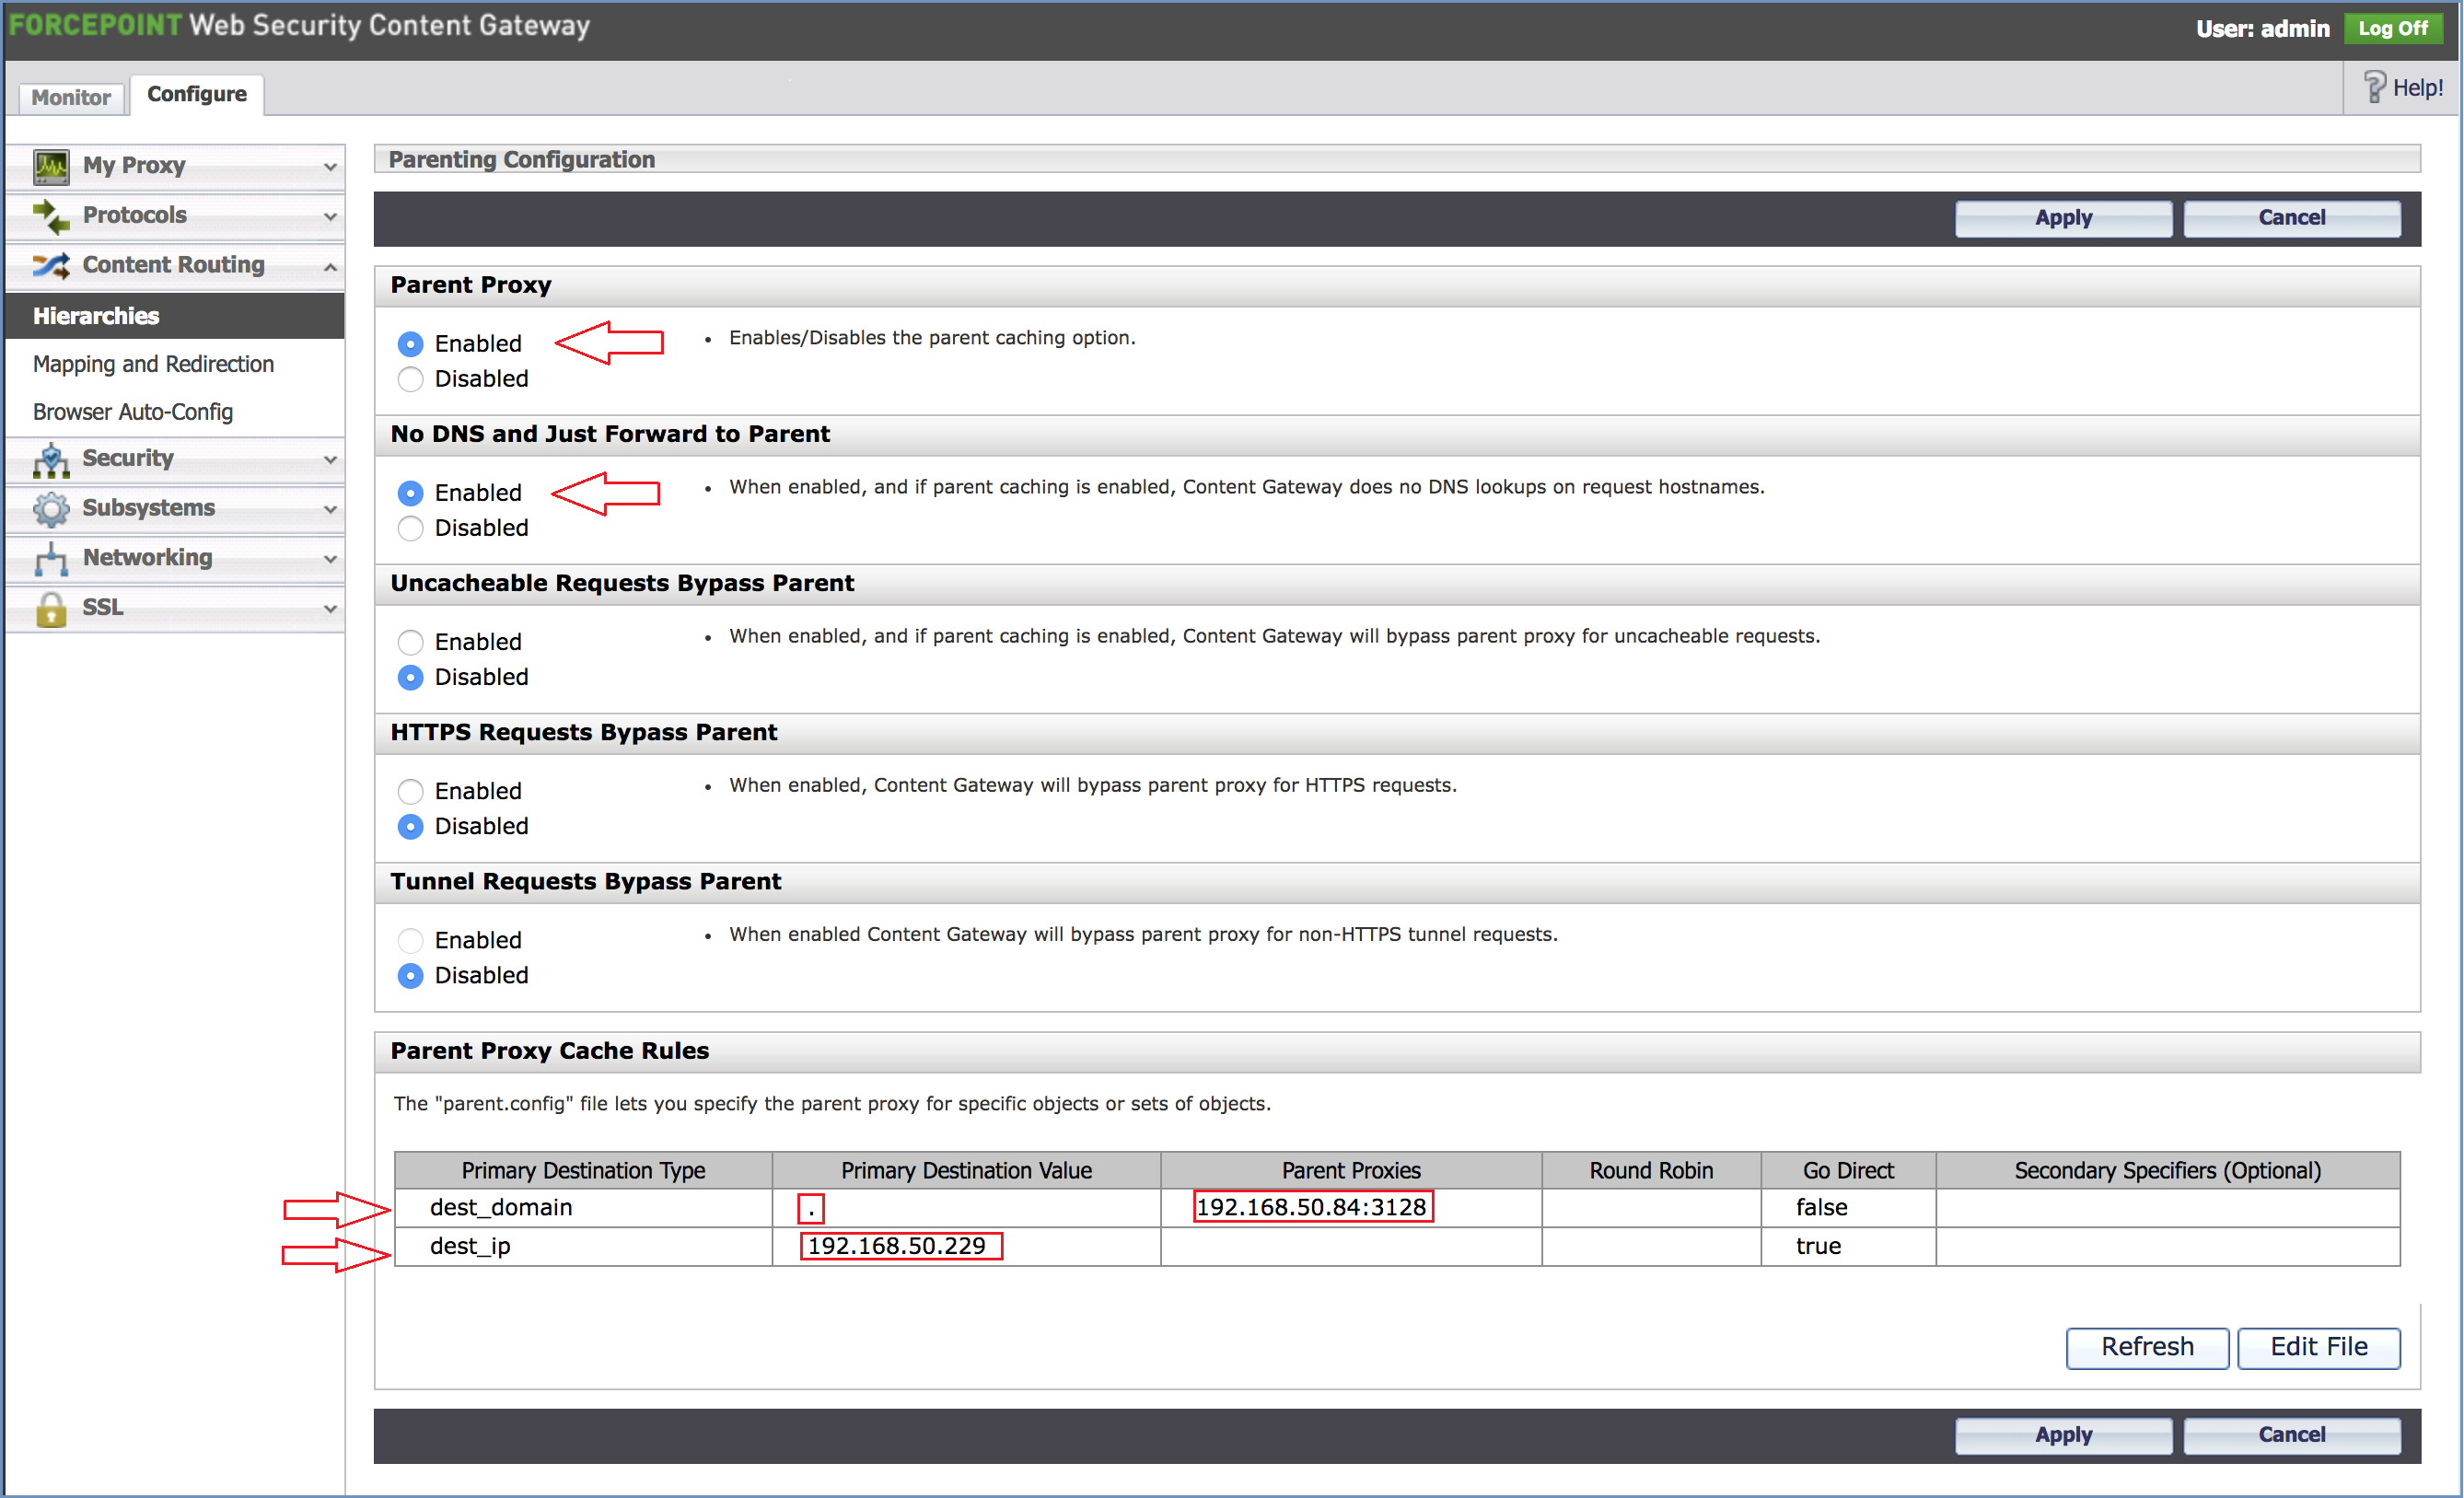 FORCEPOINT Web Security Content Gateway
User: admin Log Off
Monitor Configure
Help!
My Proxy
Protocols
Content Routing
Hierarchies
Mapping and Redirection
Browser Auto-Config
Security
Subsystems
Networking
SSL
Parenting Configuration
Apply Cancel
Parent Proxy
Enabled
Disabled
• Enables/Disables the parent caching option.
No DNS and Just Forward to Parent
Enabled
Disabled
• When enabled, and if parent caching is enabled, Content Gateway does no DNS lookups on request hostnames.
Uncacheable Requests Bypass Parent
Enabled
Disabled
• When enabled, and if parent caching is enabled, Content Gateway will bypass parent proxy for uncacheable requests.
HTTPS Requests Bypass Parent
Enabled
Disabled
• When enabled, Content Gateway will bypass parent proxy for HTTPS requests.
Tunnel Requests Bypass Parent
Enabled
Disabled
• When enabled Content Gateway will bypass parent proxy for non-HTTPS tunnel requests.
Parent Proxy Cache Rules
The "parent.config" file lets you specify the parent proxy for specific objects or sets of objects.
Primary Destination Type Primary Destination Value Parent Proxies Round Robin Go Direct Secondary Specifiers (Optional)
dest_domain . 192.168.50.84:3128 false
dest_ip 192.168.50.229 true
Refresh Edit File
Apply Cancel